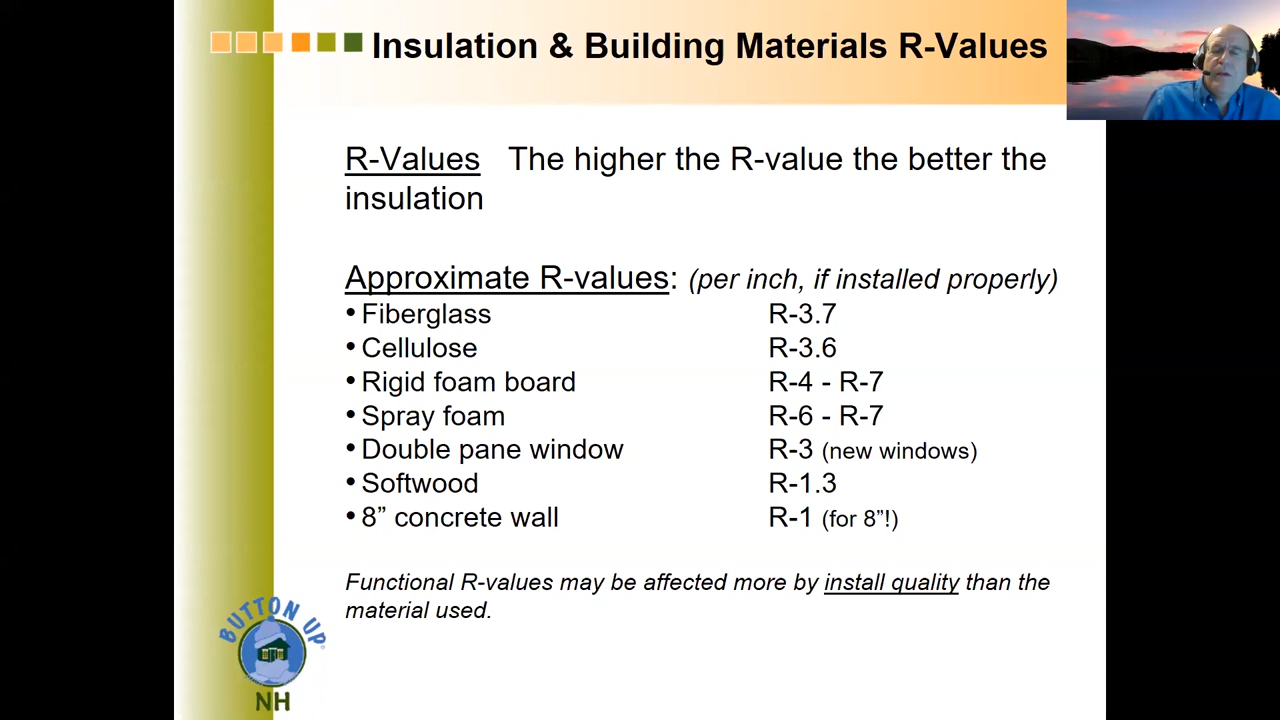 Insulation & Building Materials R-Values
R-Values The higher the R-value the better the
insulation
Approximate R-values: (per inch, if installed properly)
• Fiberglass R-3.7
• Cellulose R-3.6
• Rigid foam board R-4 - R-7
• Spray foam R-6 - R-7
• Double pane window R-3 (new windows)
• Softwood R-1.3
• 8” concrete wall R-1 (for 8”!)
Functional R-values may be affected more by install quality than the
material used.
BUTTON UP
NH